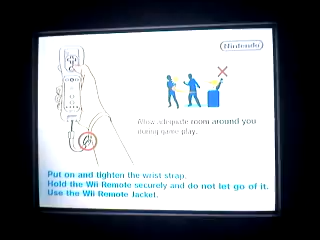 Nintendo
Allow adequate room around you
during game play.
Put on and tighten the wrist strap.
Hold the Wii Remote securely and do not let go of it.
Use the Wii Remote Jacket.